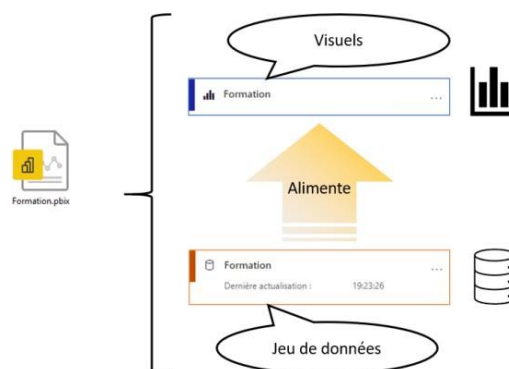 Visuels
Formation
...
Alimente
Formation.pbix
Formation
...
Dernière actualisation : 19:23:26
Jeu de données